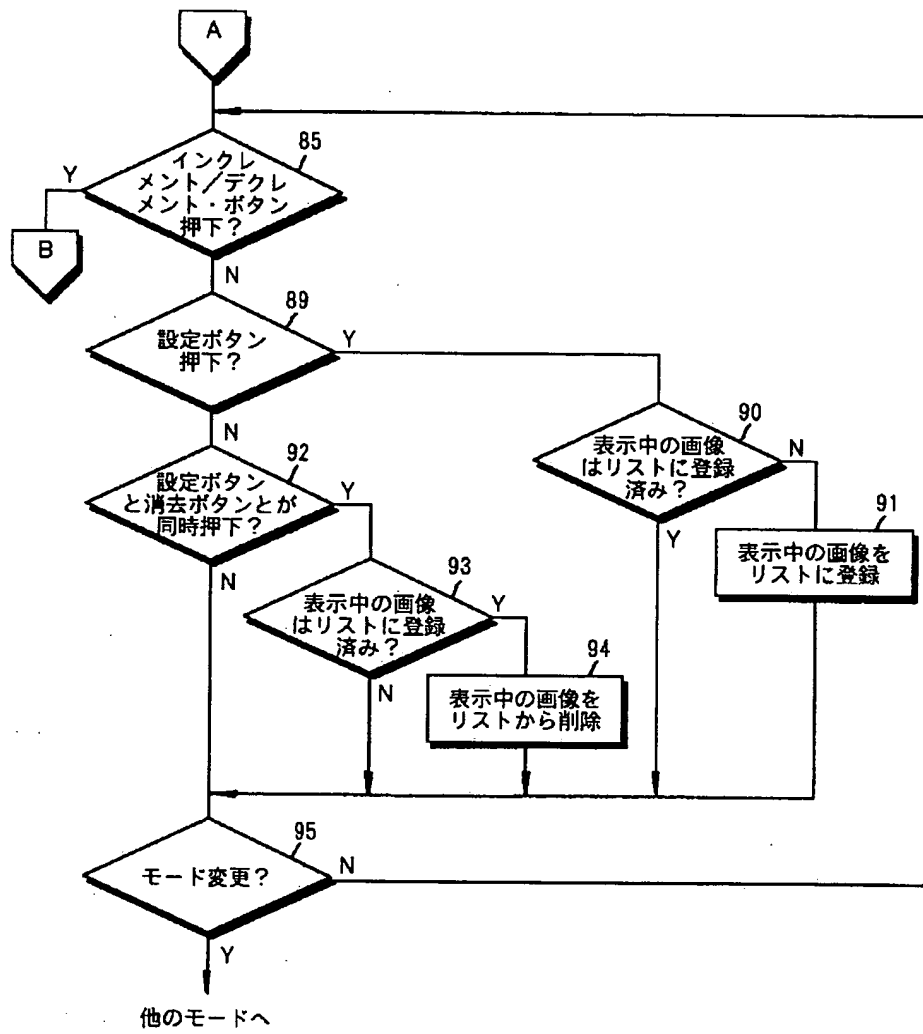 A
85
インクレ
メント／デクレ
メント・ボタン
押下？
Y
B
N
89
設定ボタン
押下？
Y
N
90
表示中の画像
はリストに登録
済み？
N
Y
91
表示中の画像を
リストに登録
92
設定ボタン
と消去ボタンとが
同時押下？
Y
N
93
表示中の画像
はリストに登録
済み？
Y
N
94
表示中の画像を
リストから削除
95
モード変更？
N
Y
他のモードへ